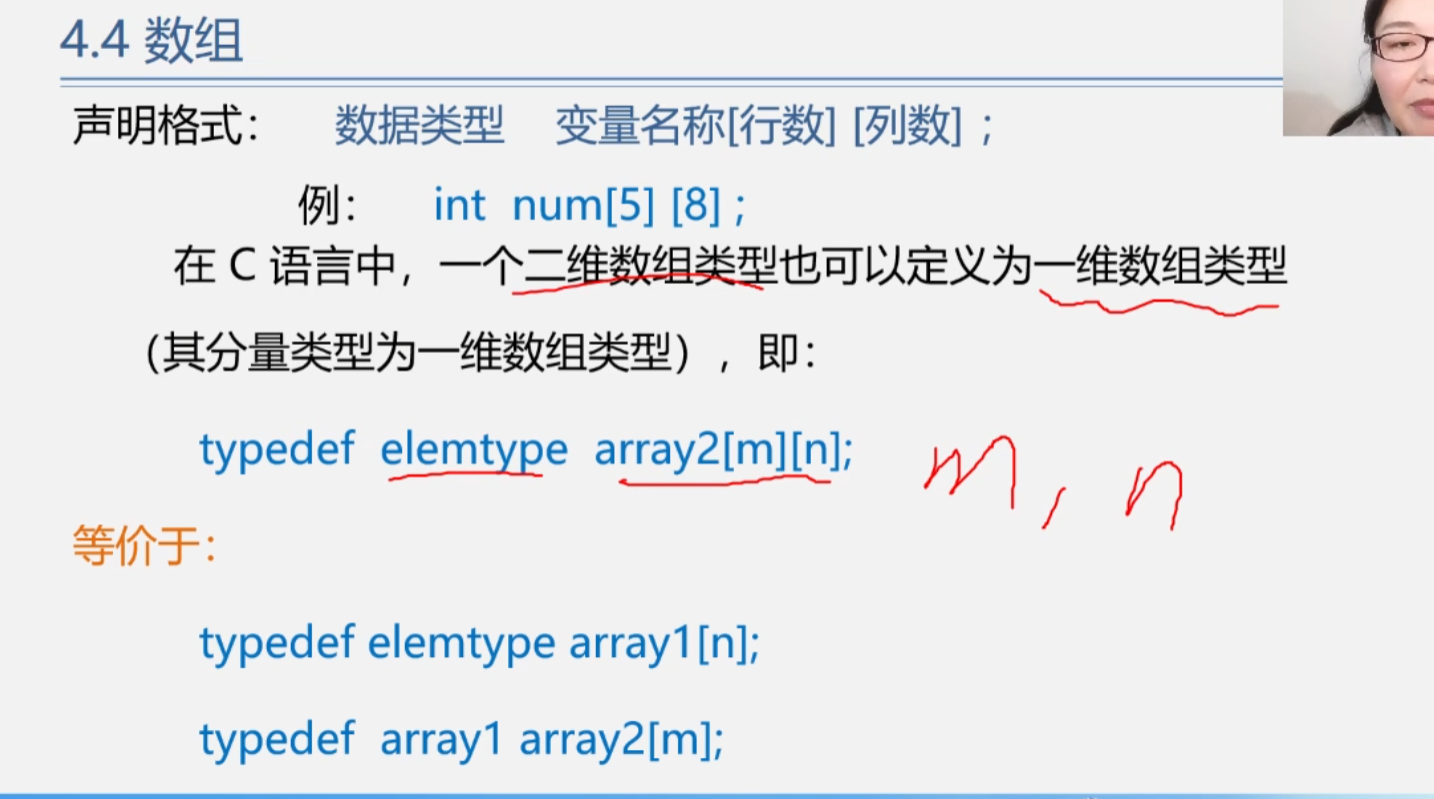 4.4 数组
声明格式： 数据类型 变量名称[行数] [列数] ；
例： int num[5] [8] ;
在 C 语言中，一个二维数组类型也可以定义为一维数组类型
（其分量类型为一维数组类型），即：
typedef elemtype array2[m][n];
m , n
等价于：
typedef elemtype array1[n];
typedef array1 array2[m];